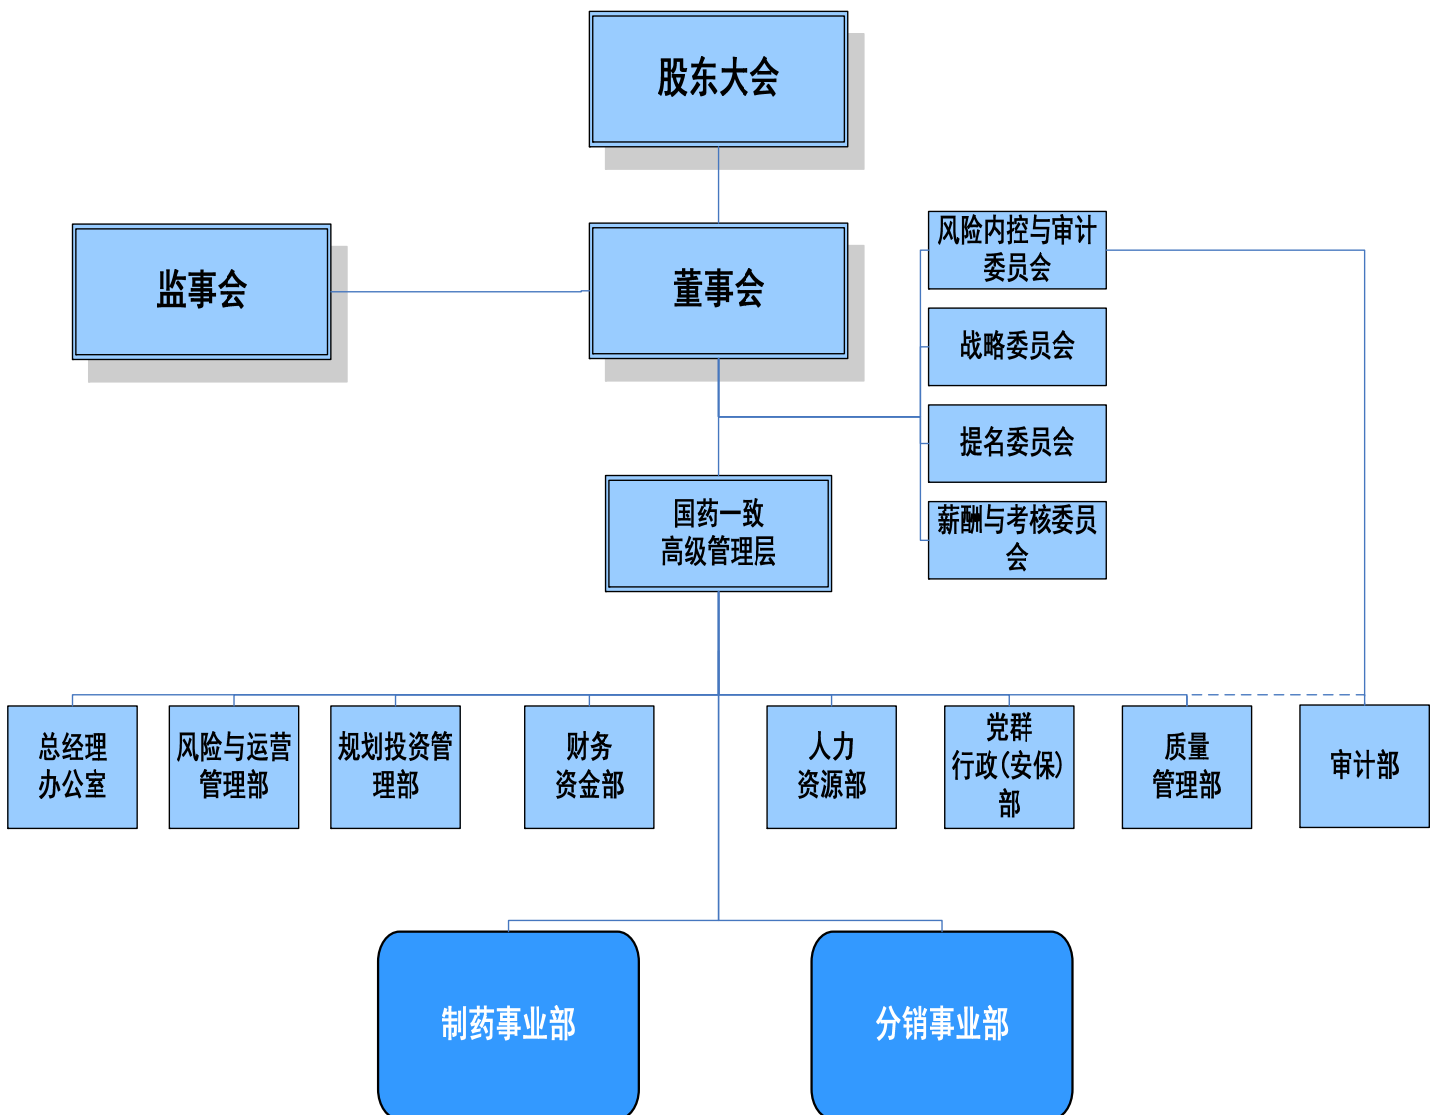 股东大会
监事会
董事会
风险内控与审计
委员会
战略委员会
提名委员会
薪酬与考核委员
会
国药一致
高级管理层
总经理
办公室
风险与运营
管理部
规划投资管
理部
财务
资金部
人力
资源部
党群
行政(安保)
部
质量
管理部
审计部
制药事业部
分销事业部